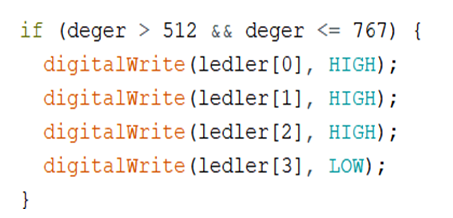 if (deger > 512 && deger <= 767) {
digitalWrite(ledler[0], HIGH);
digitalWrite(ledler[1], HIGH);
digitalWrite(ledler[2], HIGH);
digitalWrite(ledler[3], LOW);
}